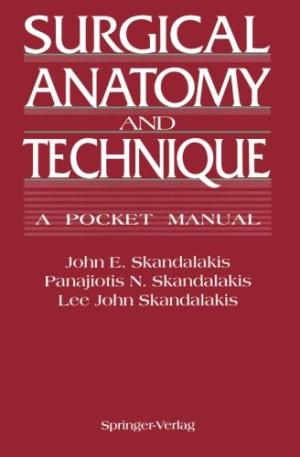 SURGICAL
ANATOMY
AND
TECHNIQUE
A POCKET MANUAL
John E. Skandalakis
Panajiotis N. Skandalakis
Lee John Skandalakis
Springer-Verlag